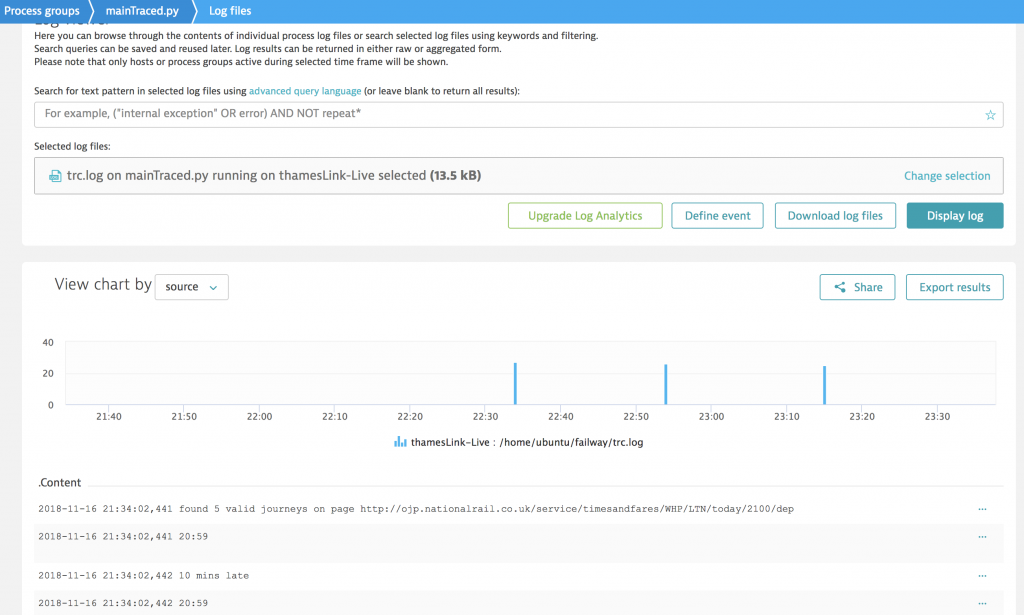 Process groups
mainTraced.py
Log files
Here you can browse through the contents of individual process log files or search selected log files using keywords and filtering.
Search queries can be saved and reused later. Log results can be returned in either raw or aggregated form.
Please note that only hosts or process groups active during selected time frame will be shown.
Search for text pattern in selected log files using advanced query language (or leave blank to return all results):
For example, ("internal exception" OR error) AND NOT repeat*
Selected log files:
trc.log on mainTraced.py running on thamesLink-Live selected (13.5 kB)
Change selection
Upgrade Log Analytics
Define event
Download log files
Display log
View chart by source
Share
Export results
40
20
0
21:40 21:50 22:00 22:10 22:20 22:30 22:40 22:50 23:00 23:10 23:20 23:30
thamesLink-Live : /home/ubuntu/failway/trc.log
.Content
2018-11-16 21:34:02,441 found 5 valid journeys on page http://ojp.nationalrail.co.uk/service/timesandfares/WHP/LTN/today/2100/dep
2018-11-16 21:34:02,441 20:59
2018-11-16 21:34:02,442 10 mins late
2018-11-16 21:34:02,442 20:59